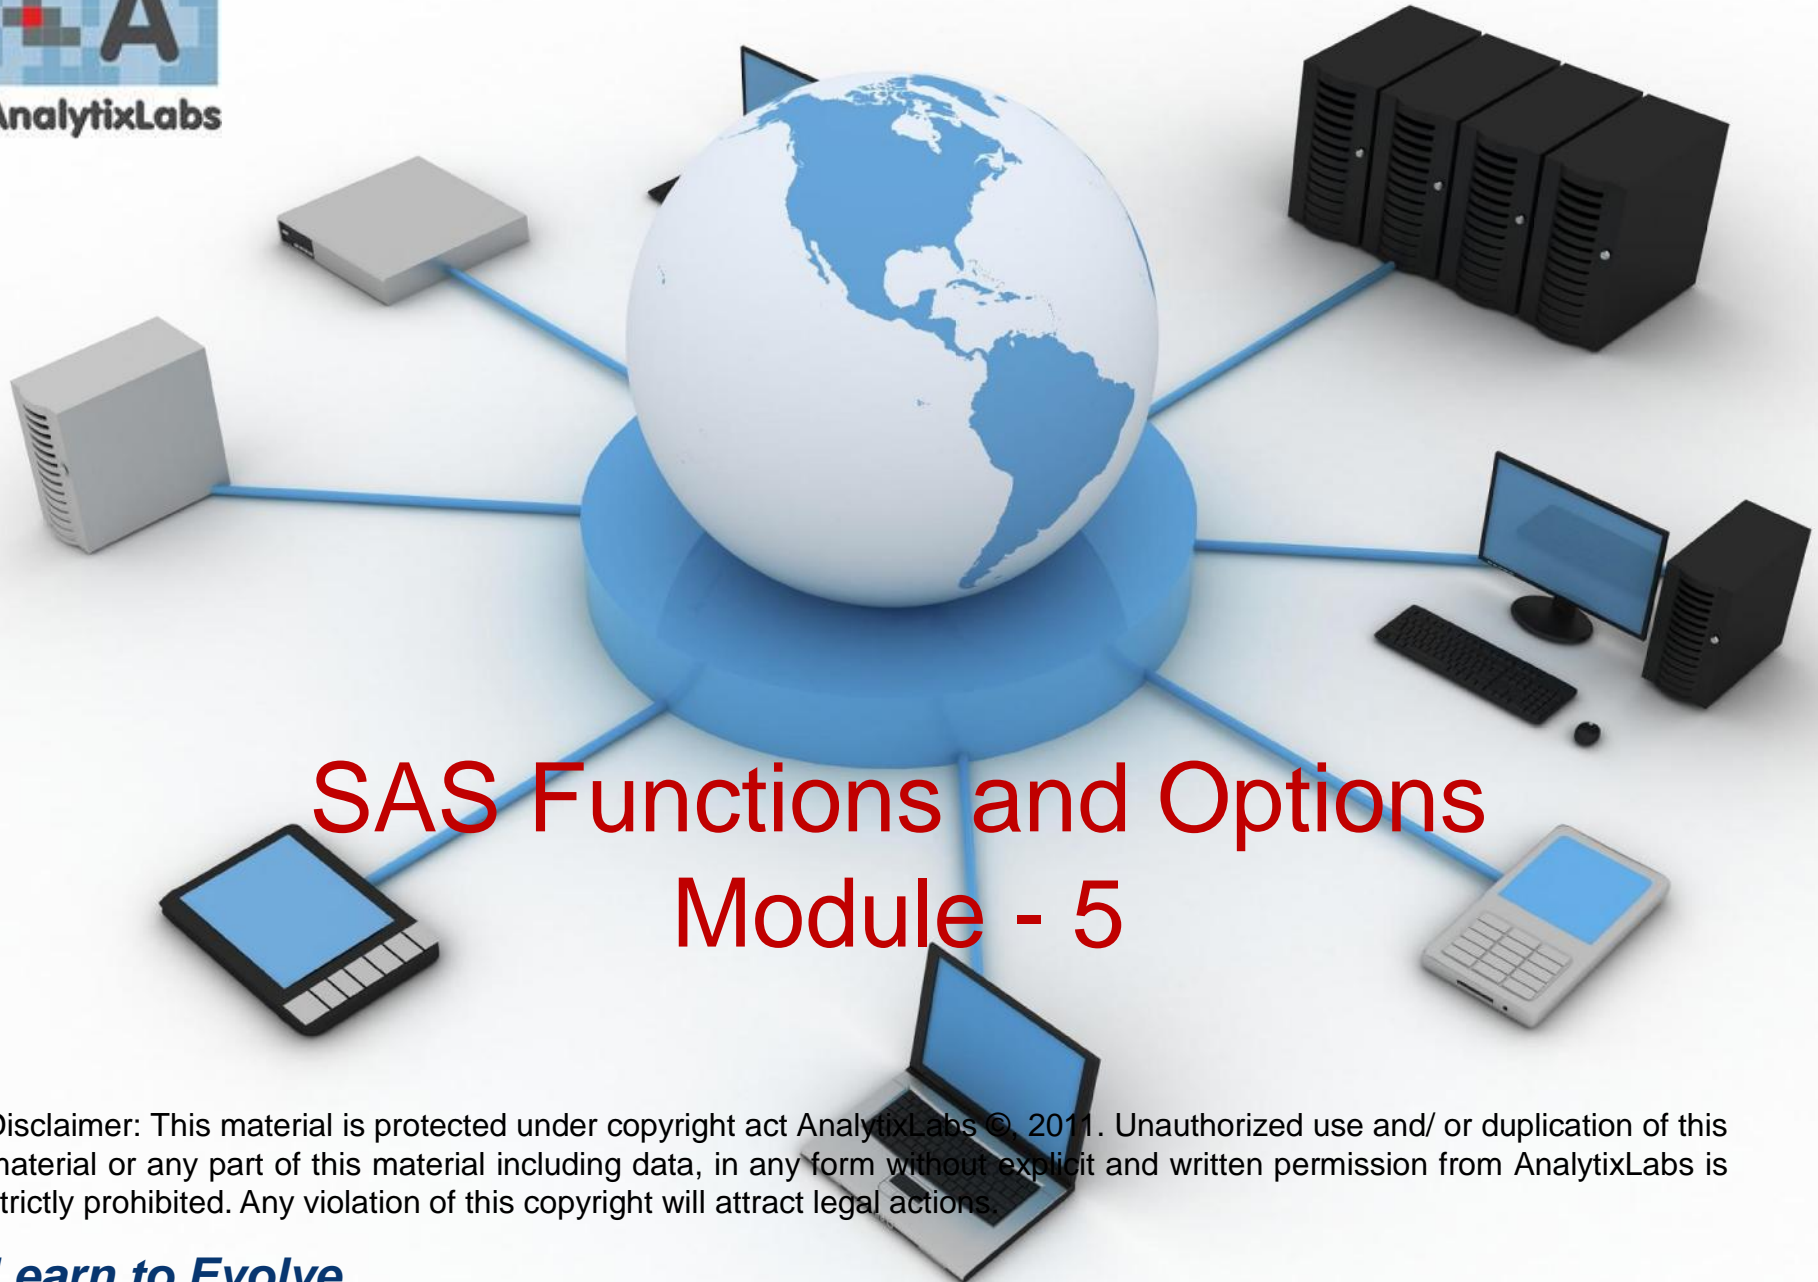 A
AnalytixLabs
SAS Functions and Options
Module - 5
Disclaimer: This material is protected under copyright act AnalytixLabs ©, 2011. Unauthorized use and/ or duplication of this
material or any part of this material including data, in any form without explicit and written permission from AnalytixLabs is
strictly prohibited. Any violation of this copyright will attract legal actions.
Learn to Evolve